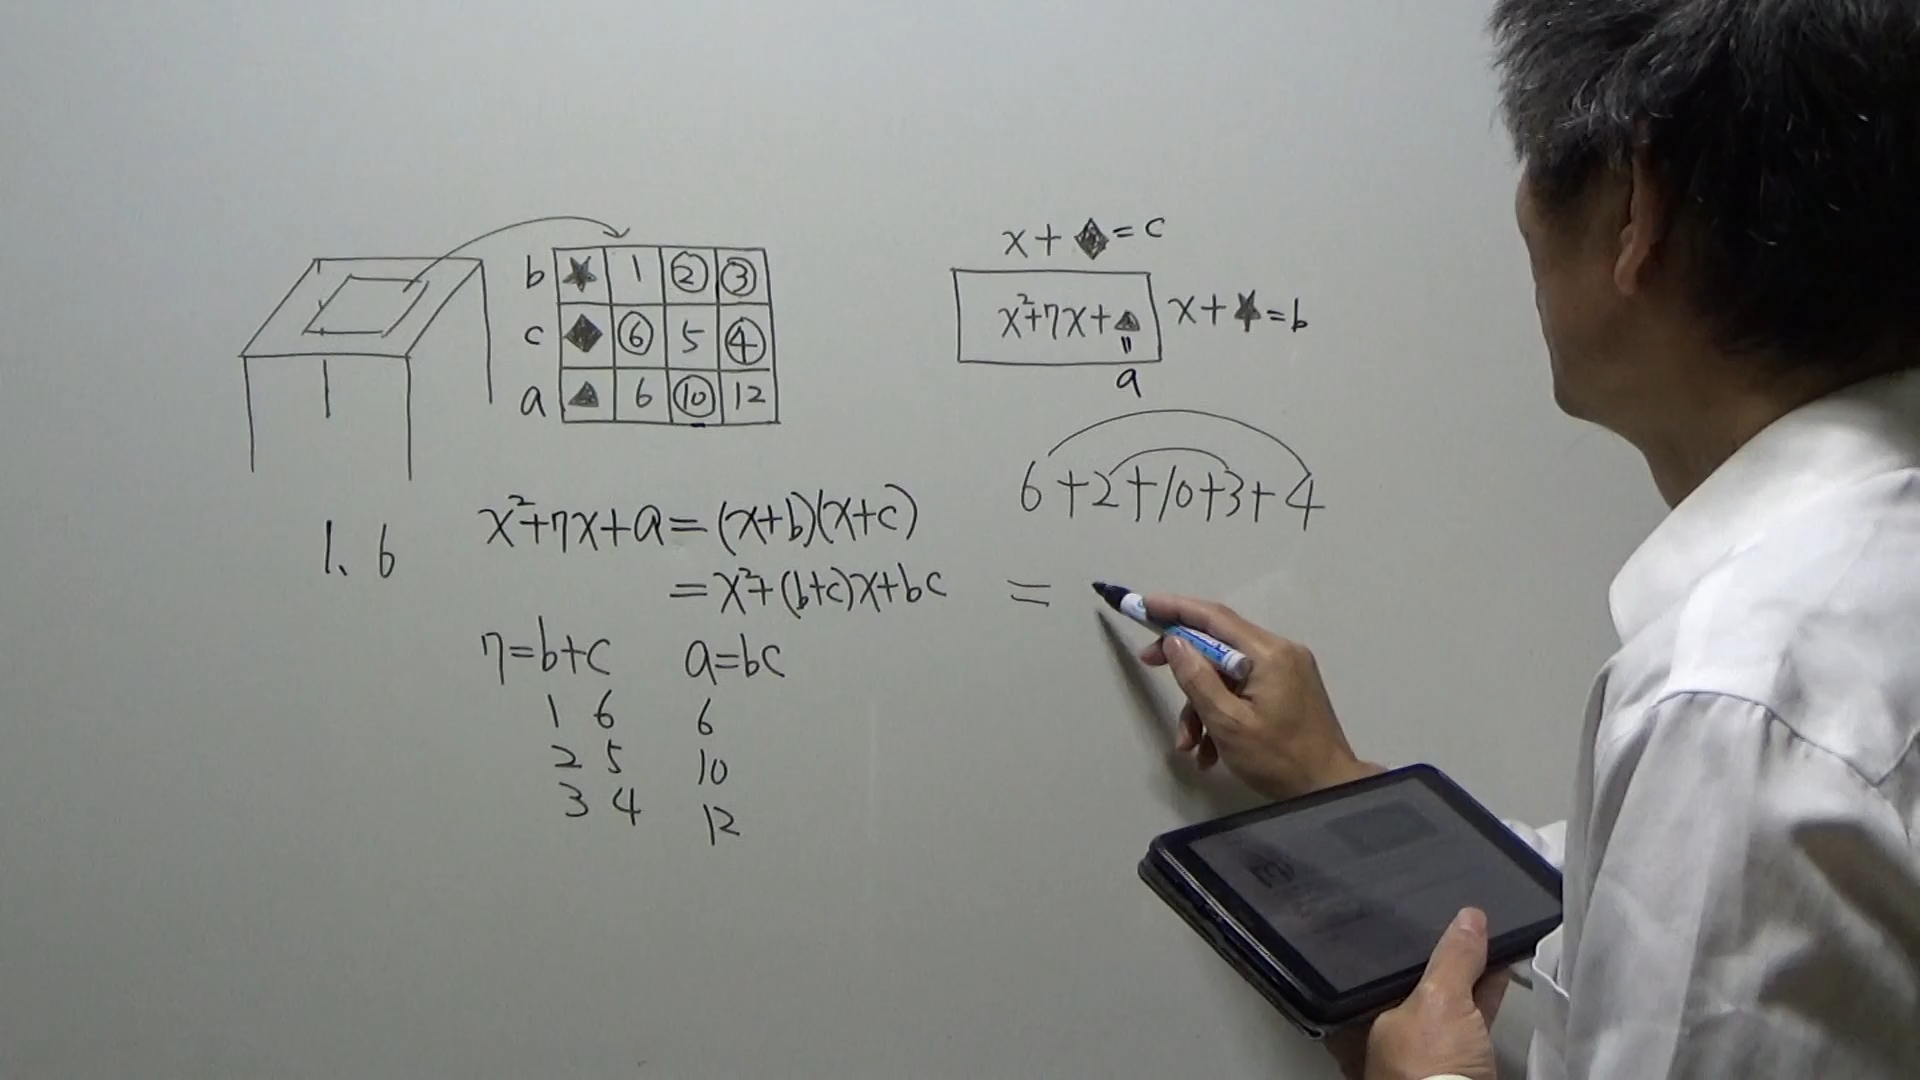 b ★ 1 ② ③
c ◆ ⑥ 5 ④
a ▲ 6 ⑩ 12
x+◆=c
x²+7x+▲
x+★=b
=
a
6+2+10+3+4
=
1、6
x²+7x+a=(x+b)(x+c)
=x²+(b+c)x+bc
7=b+c a=bc
1 6 6
2 5 10
3 4 12